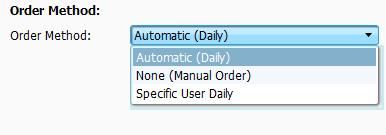 Order Method:
Order Method: Automatic (Daily)
Automatic (Daily)
None (Manual Order)
Specific User Daily